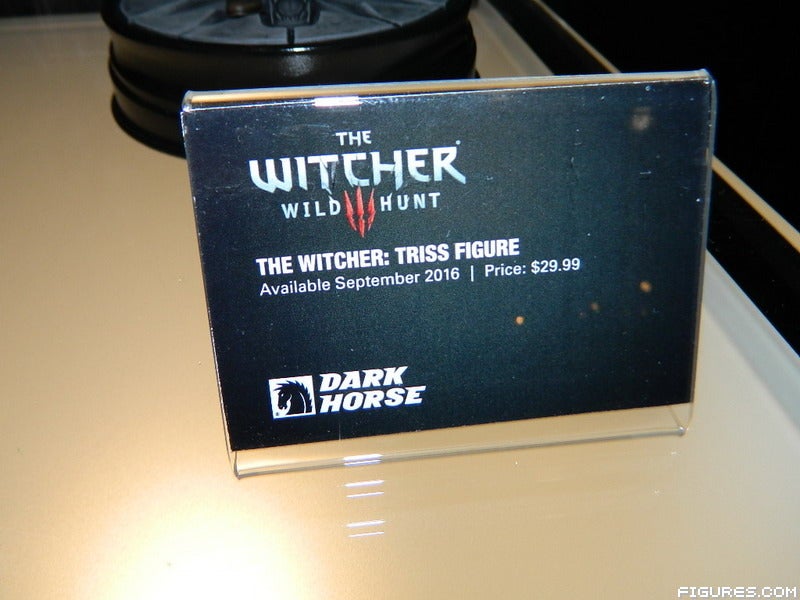 THE
WITCHER
WILD HUNT
THE WITCHER: TRISS FIGURE
Available September 2016 | Price: $29.99
DARK
HORSE
FIGURES.COM